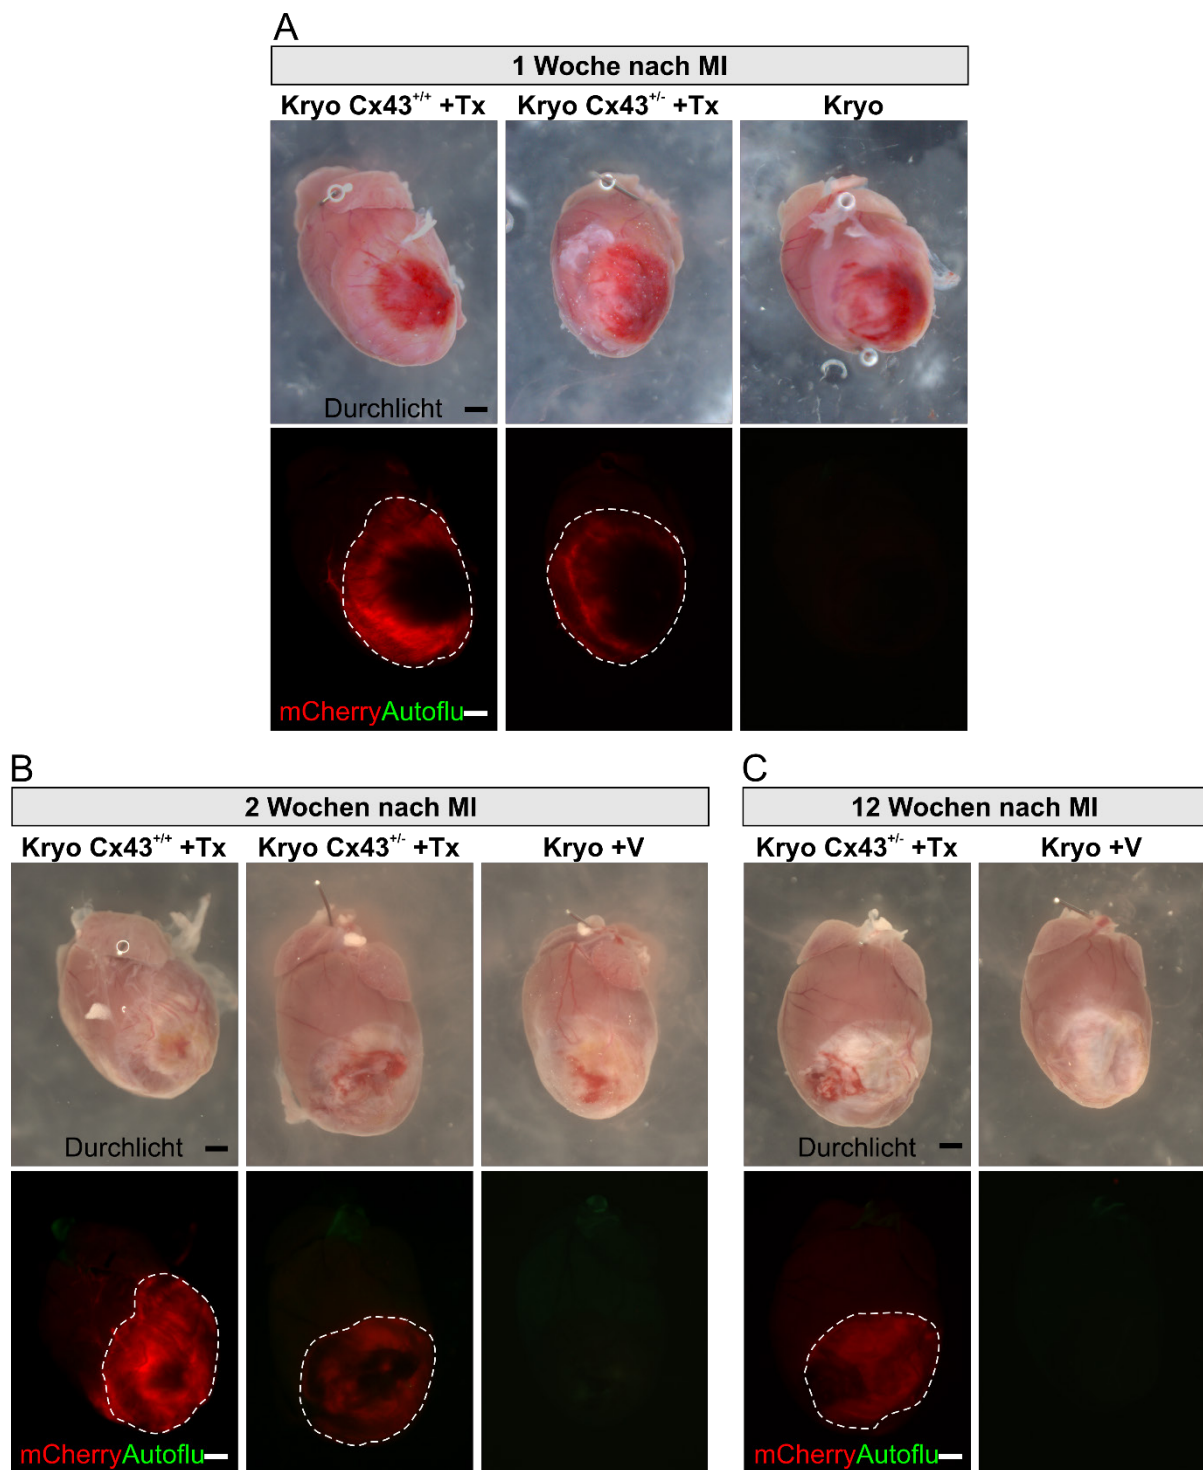 A
1 Woche nach MI
Kryo Cx43+/+ +Tx Kryo Cx43+/- +Tx Kryo
Durchlicht
mCherryAutoflu
B
2 Wochen nach MI
Kryo Cx43+/+ +Tx Kryo Cx43+/- +Tx Kryo +V
Durchlicht
mCherryAutoflu
C
12 Wochen nach MI
Kryo Cx43+/- +Tx Kryo +V
Durchlicht
mCherryAutoflu